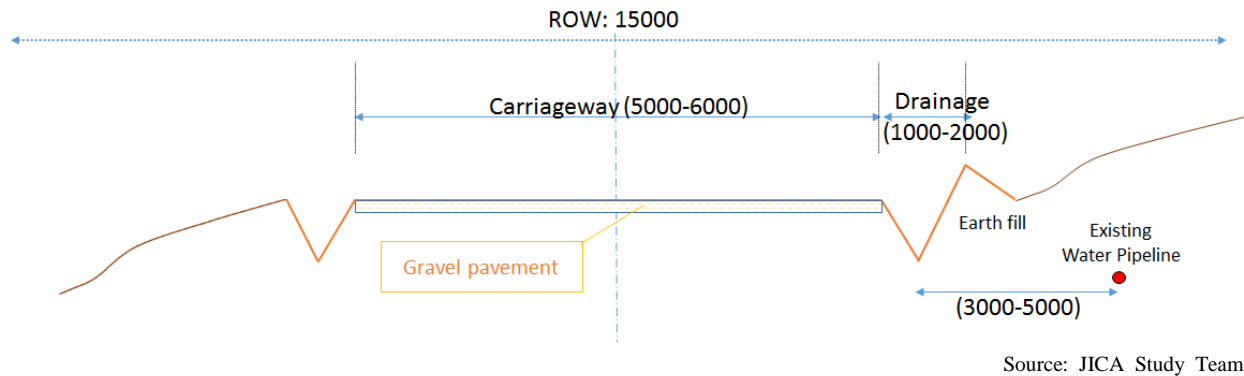 ROW: 15000
Carriageway (5000-6000)
Drainage
(1000-2000)
Earth fill
Existing
Water Pipeline
Gravel pavement
(3000-5000)
Source: JICA Study Team